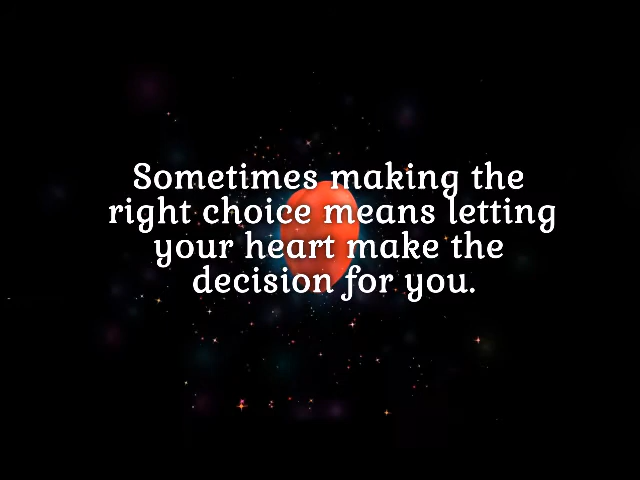 Sometimes making the
right choice means letting
your heart make the
decision for you.